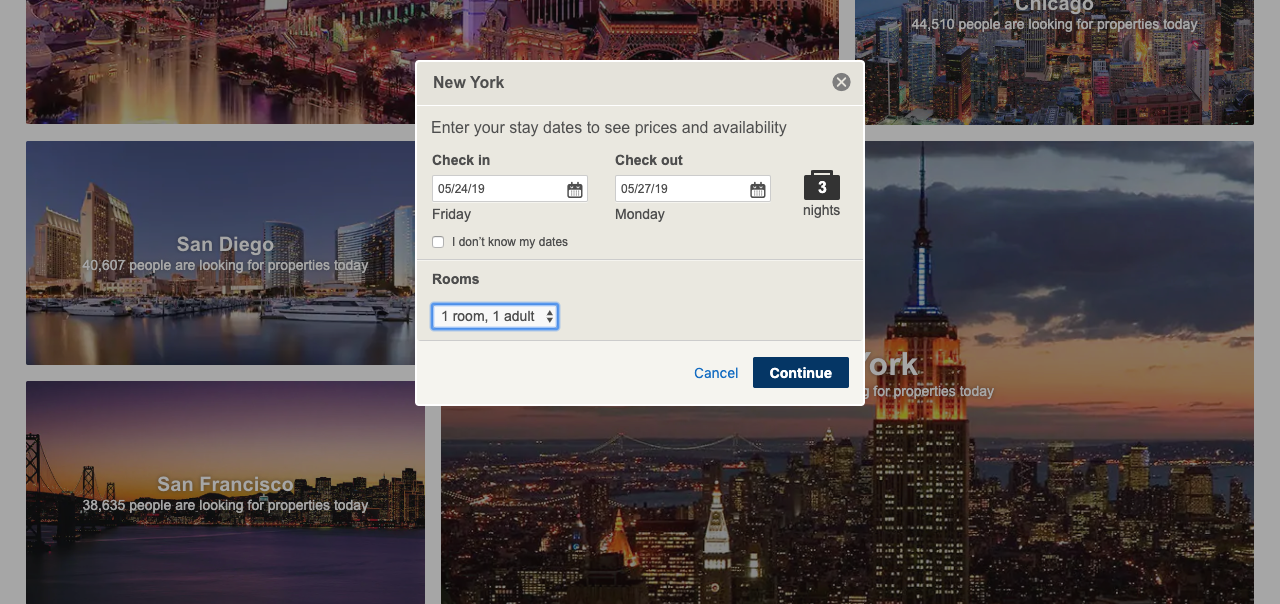 Chicago
44,510 people are looking for properties today
New York
Enter your stay dates to see prices and availability
Check in
Check out
05/24/19
05/27/19
3
nights
Friday
Monday
I don't know my dates
Rooms
1 room, 1 adult
Cancel
Continue
San Diego
40,607 people are looking for properties today
York
for properties today
San Francisco
38,635 people are looking for properties today